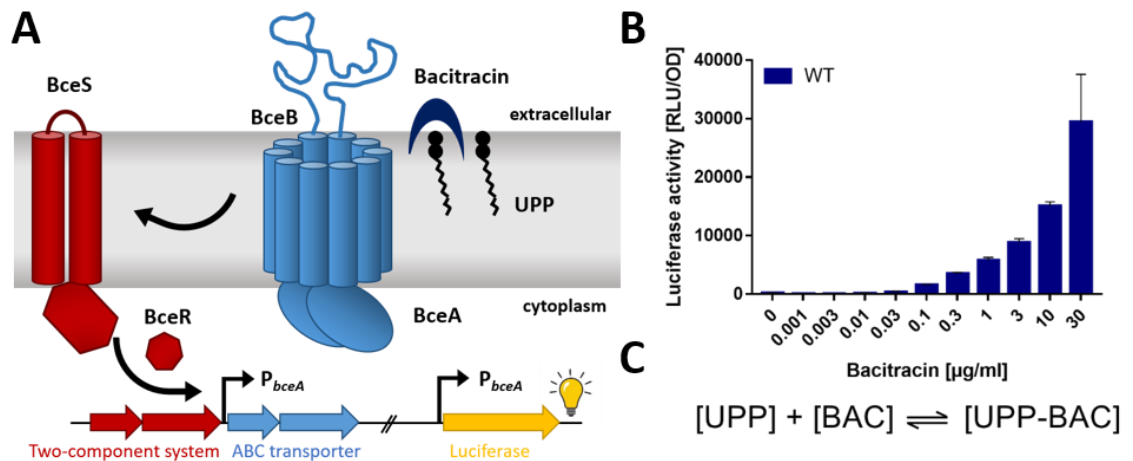 A
BceS
BceB
Bacitracin
extracellular
UPP
BceR
BceA
cytoplasm
P_bceA
P_bceA
Two-component system
ABC transporter
Luciferase
B
Luciferase activity [RLU/OD]
40000
30000
20000
10000
0
WT
0 0.001 0.003 0.01 0.03 0.1 0.3 1 3 10 30
Bacitracin [µg/ml]
C
[UPP] + [BAC] ⇌ [UPP-BAC]